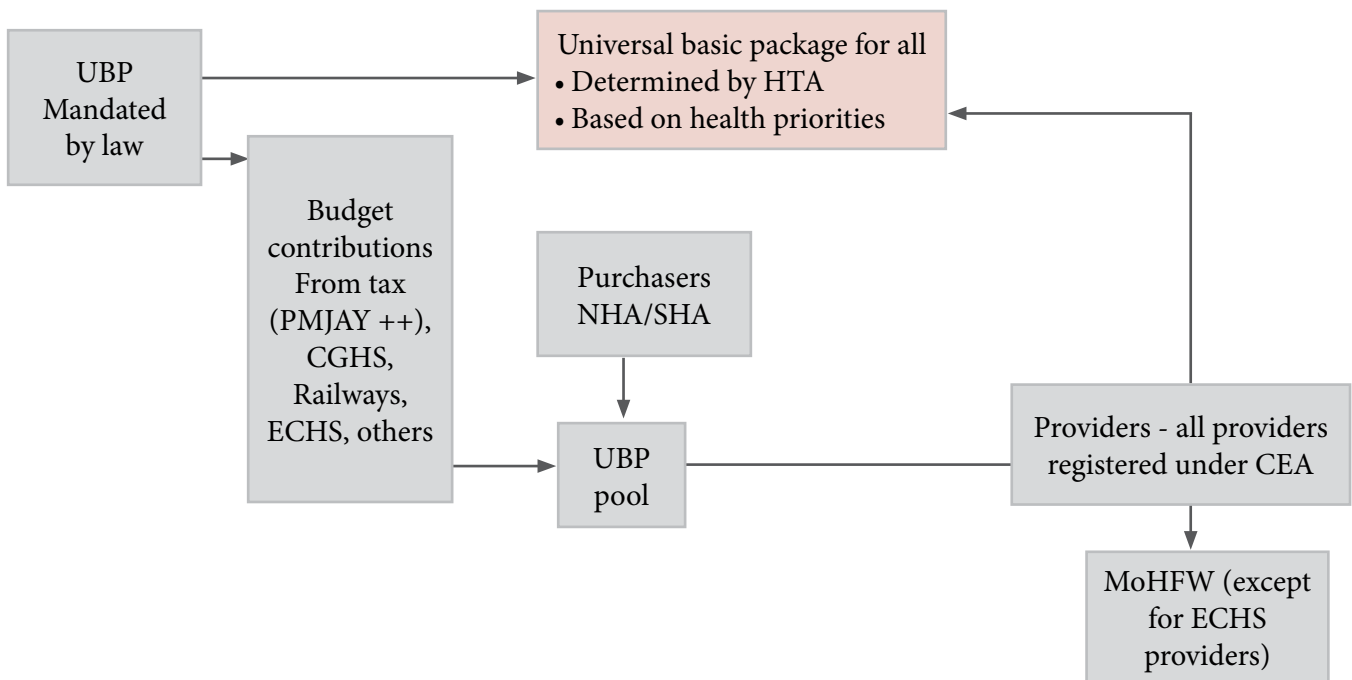 UBP
Mandated
by law
Universal basic package for all
• Determined by HTA
• Based on health priorities
Budget
contributions
From tax
(PMJAY ++),
CGHS,
Railways,
ECHS, others
Purchasers
NHA/SHA
UBP
pool
Providers - all providers
registered under CEA
MoHFW (except
for ECHS
providers)